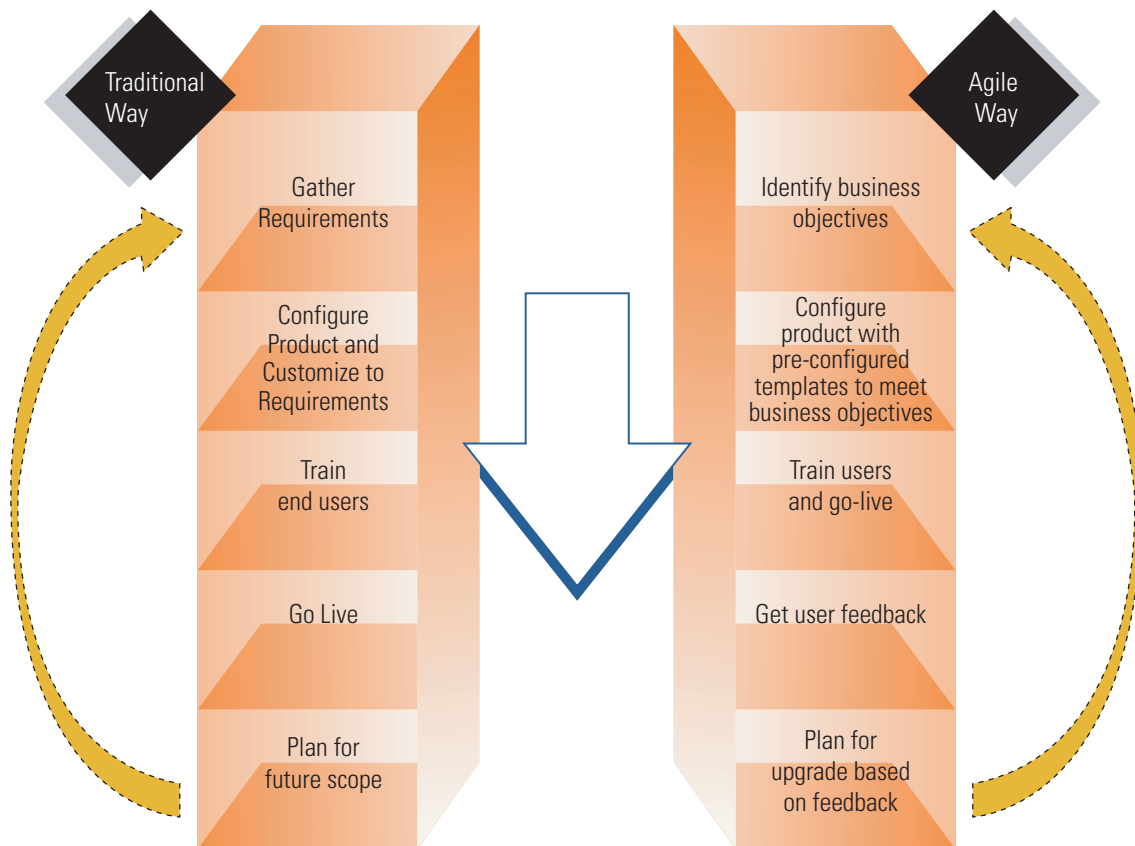 Traditional
Way
Gather
Requirements
Configure
Product and
Customize to
Requirements
Train
end users
Go Live
Plan for
future scope
Agile
Way
Identify business
objectives
Configure
product with
pre-configured
templates to meet
business objectives
Train users
and go-live
Get user feedback
Plan for
upgrade based
on feedback